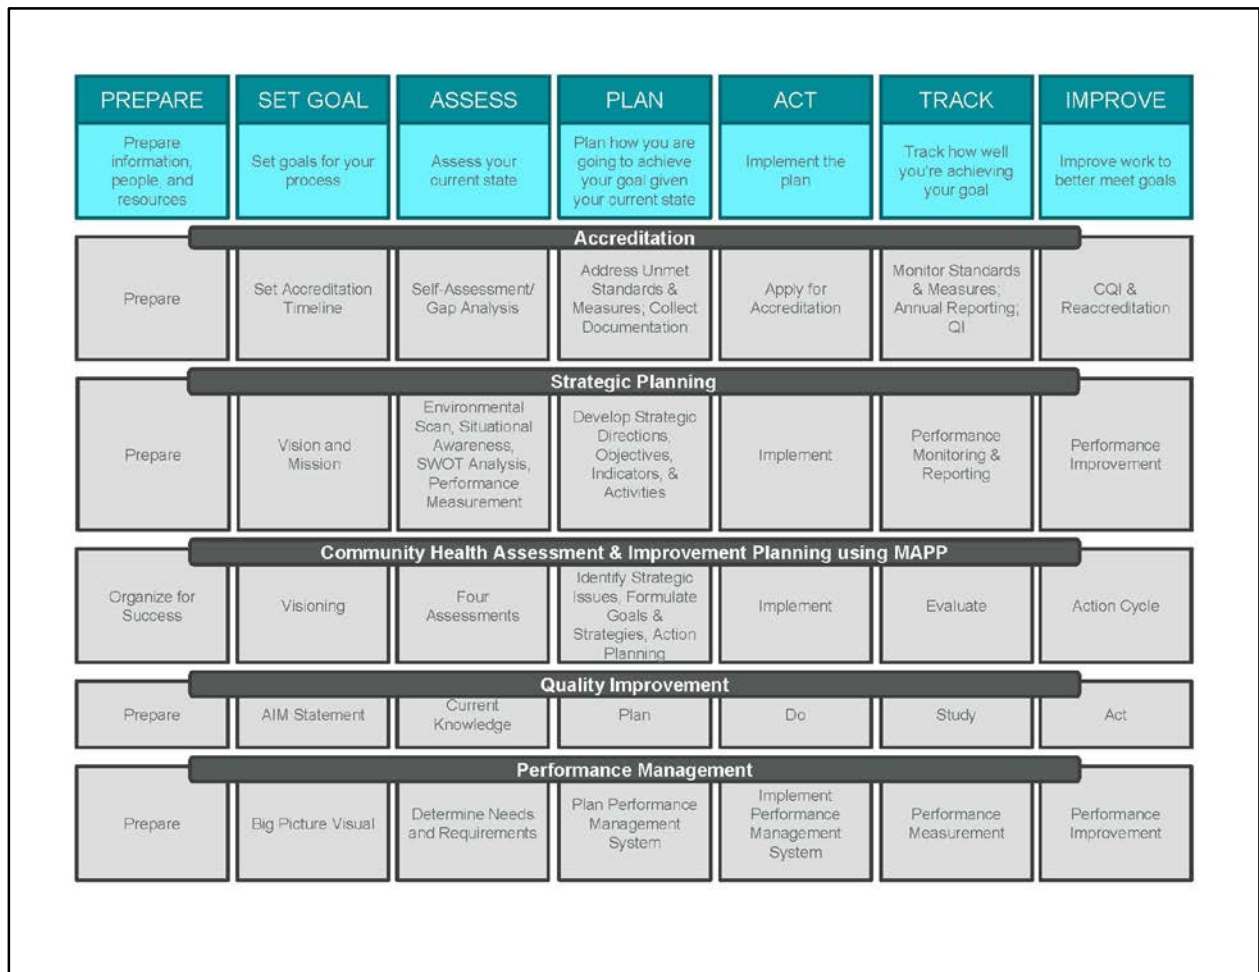 PREPARE
SET GOAL
ASSESS
PLAN
ACT
TRACK
IMPROVE
Prepare
information,
people, and
resources
Set goals for your
process
Assess your
current state
Plan how you are
going to achieve
your goal given
your current state
Implement the
plan
Track how well
you're achieving
your goal
Improve work to
better meet goals
Accreditation
Prepare
Set Accreditation
Timeline
Self-Assessment/
Gap Analysis
Address Unmet
Standards &
Measures; Collect
Documentation
Apply for
Accreditation
Monitor Standards
& Measures;
Annual Reporting;
QI
CQI &
Reaccreditation
Strategic Planning
Prepare
Vision and
Mission
Environmental
Scan, Situational
Awareness,
SWOT Analysis,
Performance
Measurement
Develop Strategic
Directions,
Objectives,
Indicators, &
Activities
Implement
Performance
Monitoring &
Reporting
Performance
Improvement
Community Health Assessment & Improvement Planning using MAPP
Organize for
Success
Visioning
Four
Assessments
Identify Strategic
Issues, Formulate
Goals &
Strategies, Action
Planning
Implement
Evaluate
Action Cycle
Quality Improvement
Prepare
AIM Statement
Current
Knowledge
Plan
Do
Study
Act
Performance Management
Prepare
Big Picture Visual
Determine Needs
and Requirements
Plan Performance
Management
System
Implement
Performance
Management
System
Performance
Measurement
Performance
Improvement